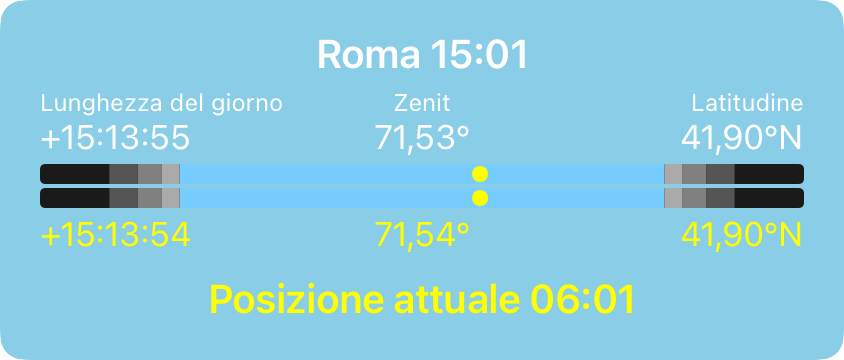 Roma 15:01
Lunghezza del giorno Zenit Latitudine
+15:13:55 71,53° 41,90°N
+15:13:54 71,54° 41,90°N
Posizione attuale 06:01